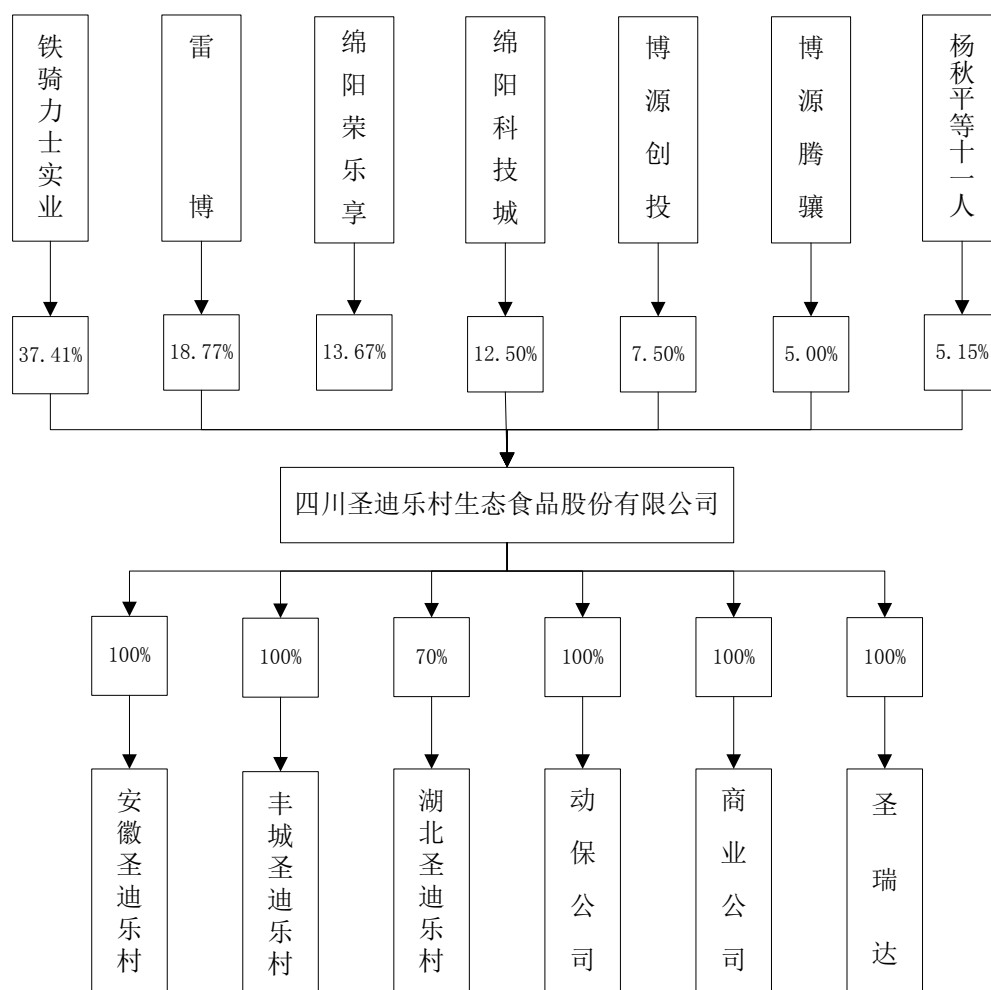 铁骑力士实业
雷博
绵阳荣乐享
绵阳科技城
博源创投
博源腾骧
杨秋平等十一人
37.41%
18.77%
13.67%
12.50%
7.50%
5.00%
5.15%
四川圣迪乐村生态食品股份有限公司
100%
100%
70%
100%
100%
100%
安徽圣迪乐村
丰城圣迪乐村
湖北圣迪乐村
动保公司
商业公司
圣瑞达